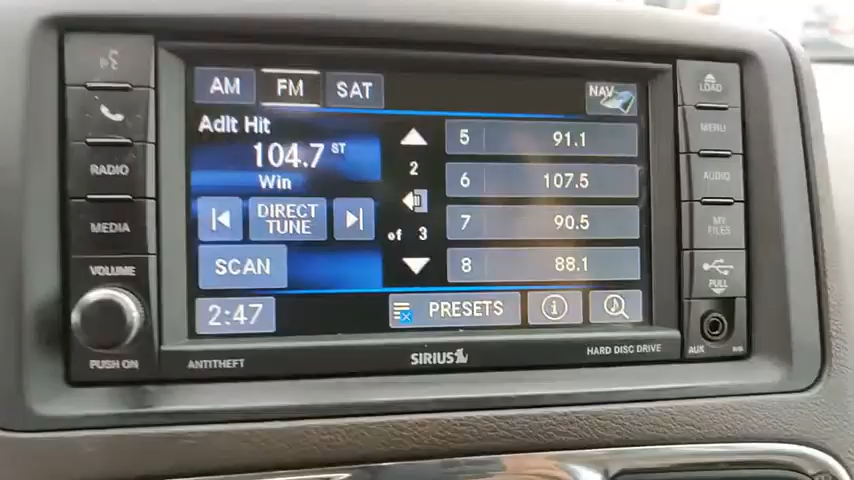 AM
FM
SAT
NAV
Adlt Hit
104.7 ST
Win
DIRECT
TUNE
SCAN
2:47
2
of 3
5 91.1
6 107.5
7 90.5
8 88.1
PRESETS
i
RADIO
MEDIA
VOLUME
PUSH ON
LOAD
MENU
AUDIO
MY
FILES
PULL
AUX
ANTITHEFT
SIRIUS
HARD DISC DRIVE